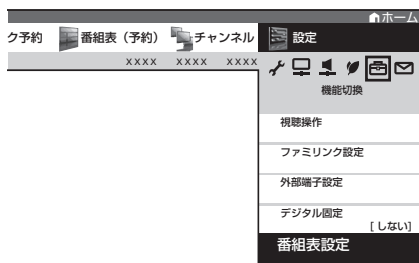 ホーム
ク予約 番組表（予約） チャンネル 設定
xxxx xxxx xxxx
機能切換
視聴操作
ファミリンク設定
外部端子設定
デジタル固定
[しない]
番組表設定